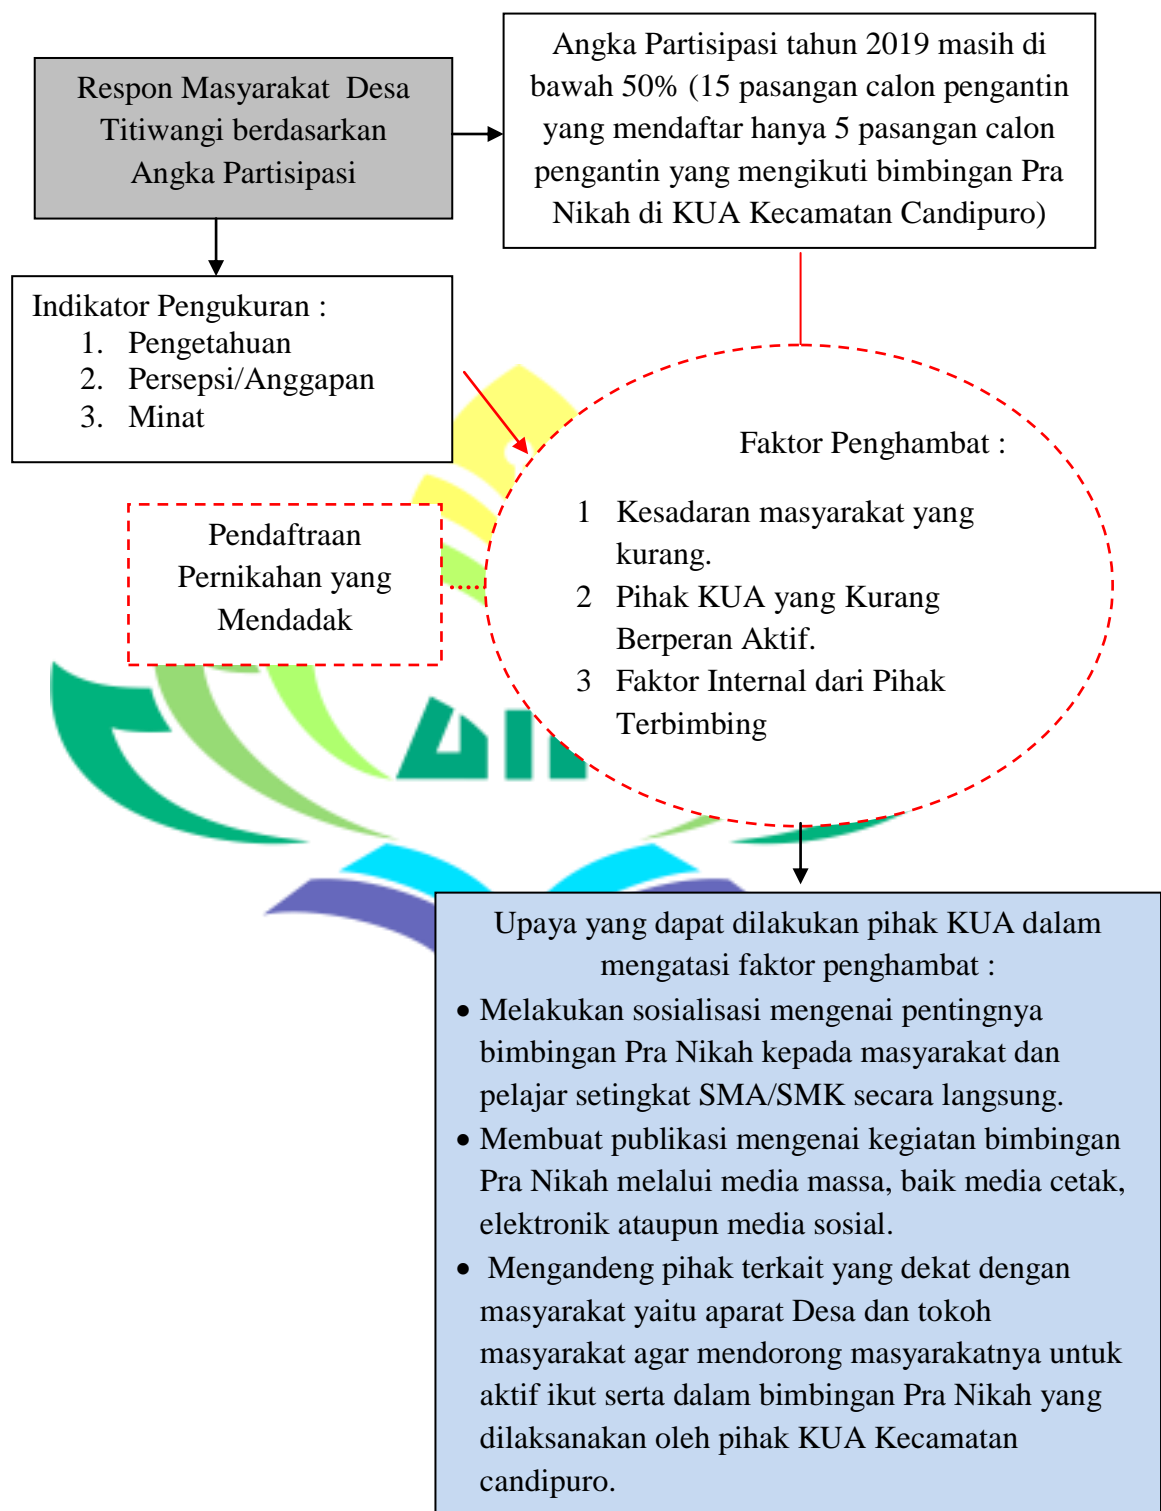 Respon Masyarakat Desa
Titiwangi berdasarkan
Angka Partisipasi
Angka Partisipasi tahun 2019 masih di
bawah 50% (15 pasangan calon pengantin
yang mendaftar hanya 5 pasangan calon
pengantin yang mengikuti bimbingan Pra
Nikah di KUA Kecamatan Candipuro)
Indikator Pengukuran :
1. Pengetahuan
2. Persepsi/Anggapan
3. Minat
Faktor Penghambat :
1 Kesadaran masyarakat yang
kurang.
2 Pihak KUA yang Kurang
Berperan Aktif.
3 Faktor Internal dari Pihak
Terbimbing
Pendaftraan
Pernikahan yang
Mendadak
Upaya yang dapat dilakukan pihak KUA dalam
mengatasi faktor penghambat :
• Melakukan sosialisasi mengenai pentingnya
bimbingan Pra Nikah kepada masyarakat dan
pelajar setingkat SMA/SMK secara langsung.
• Membuat publikasi mengenai kegiatan bimbingan
Pra Nikah melalui media massa, baik media cetak,
elektronik ataupun media sosial.
• Mengandeng pihak terkait yang dekat dengan
masyarakat yaitu aparat Desa dan tokoh
masyarakat agar mendorong masyarakatnya untuk
aktif ikut serta dalam bimbingan Pra Nikah yang
dilaksanakan oleh pihak KUA Kecamatan
candipuro.